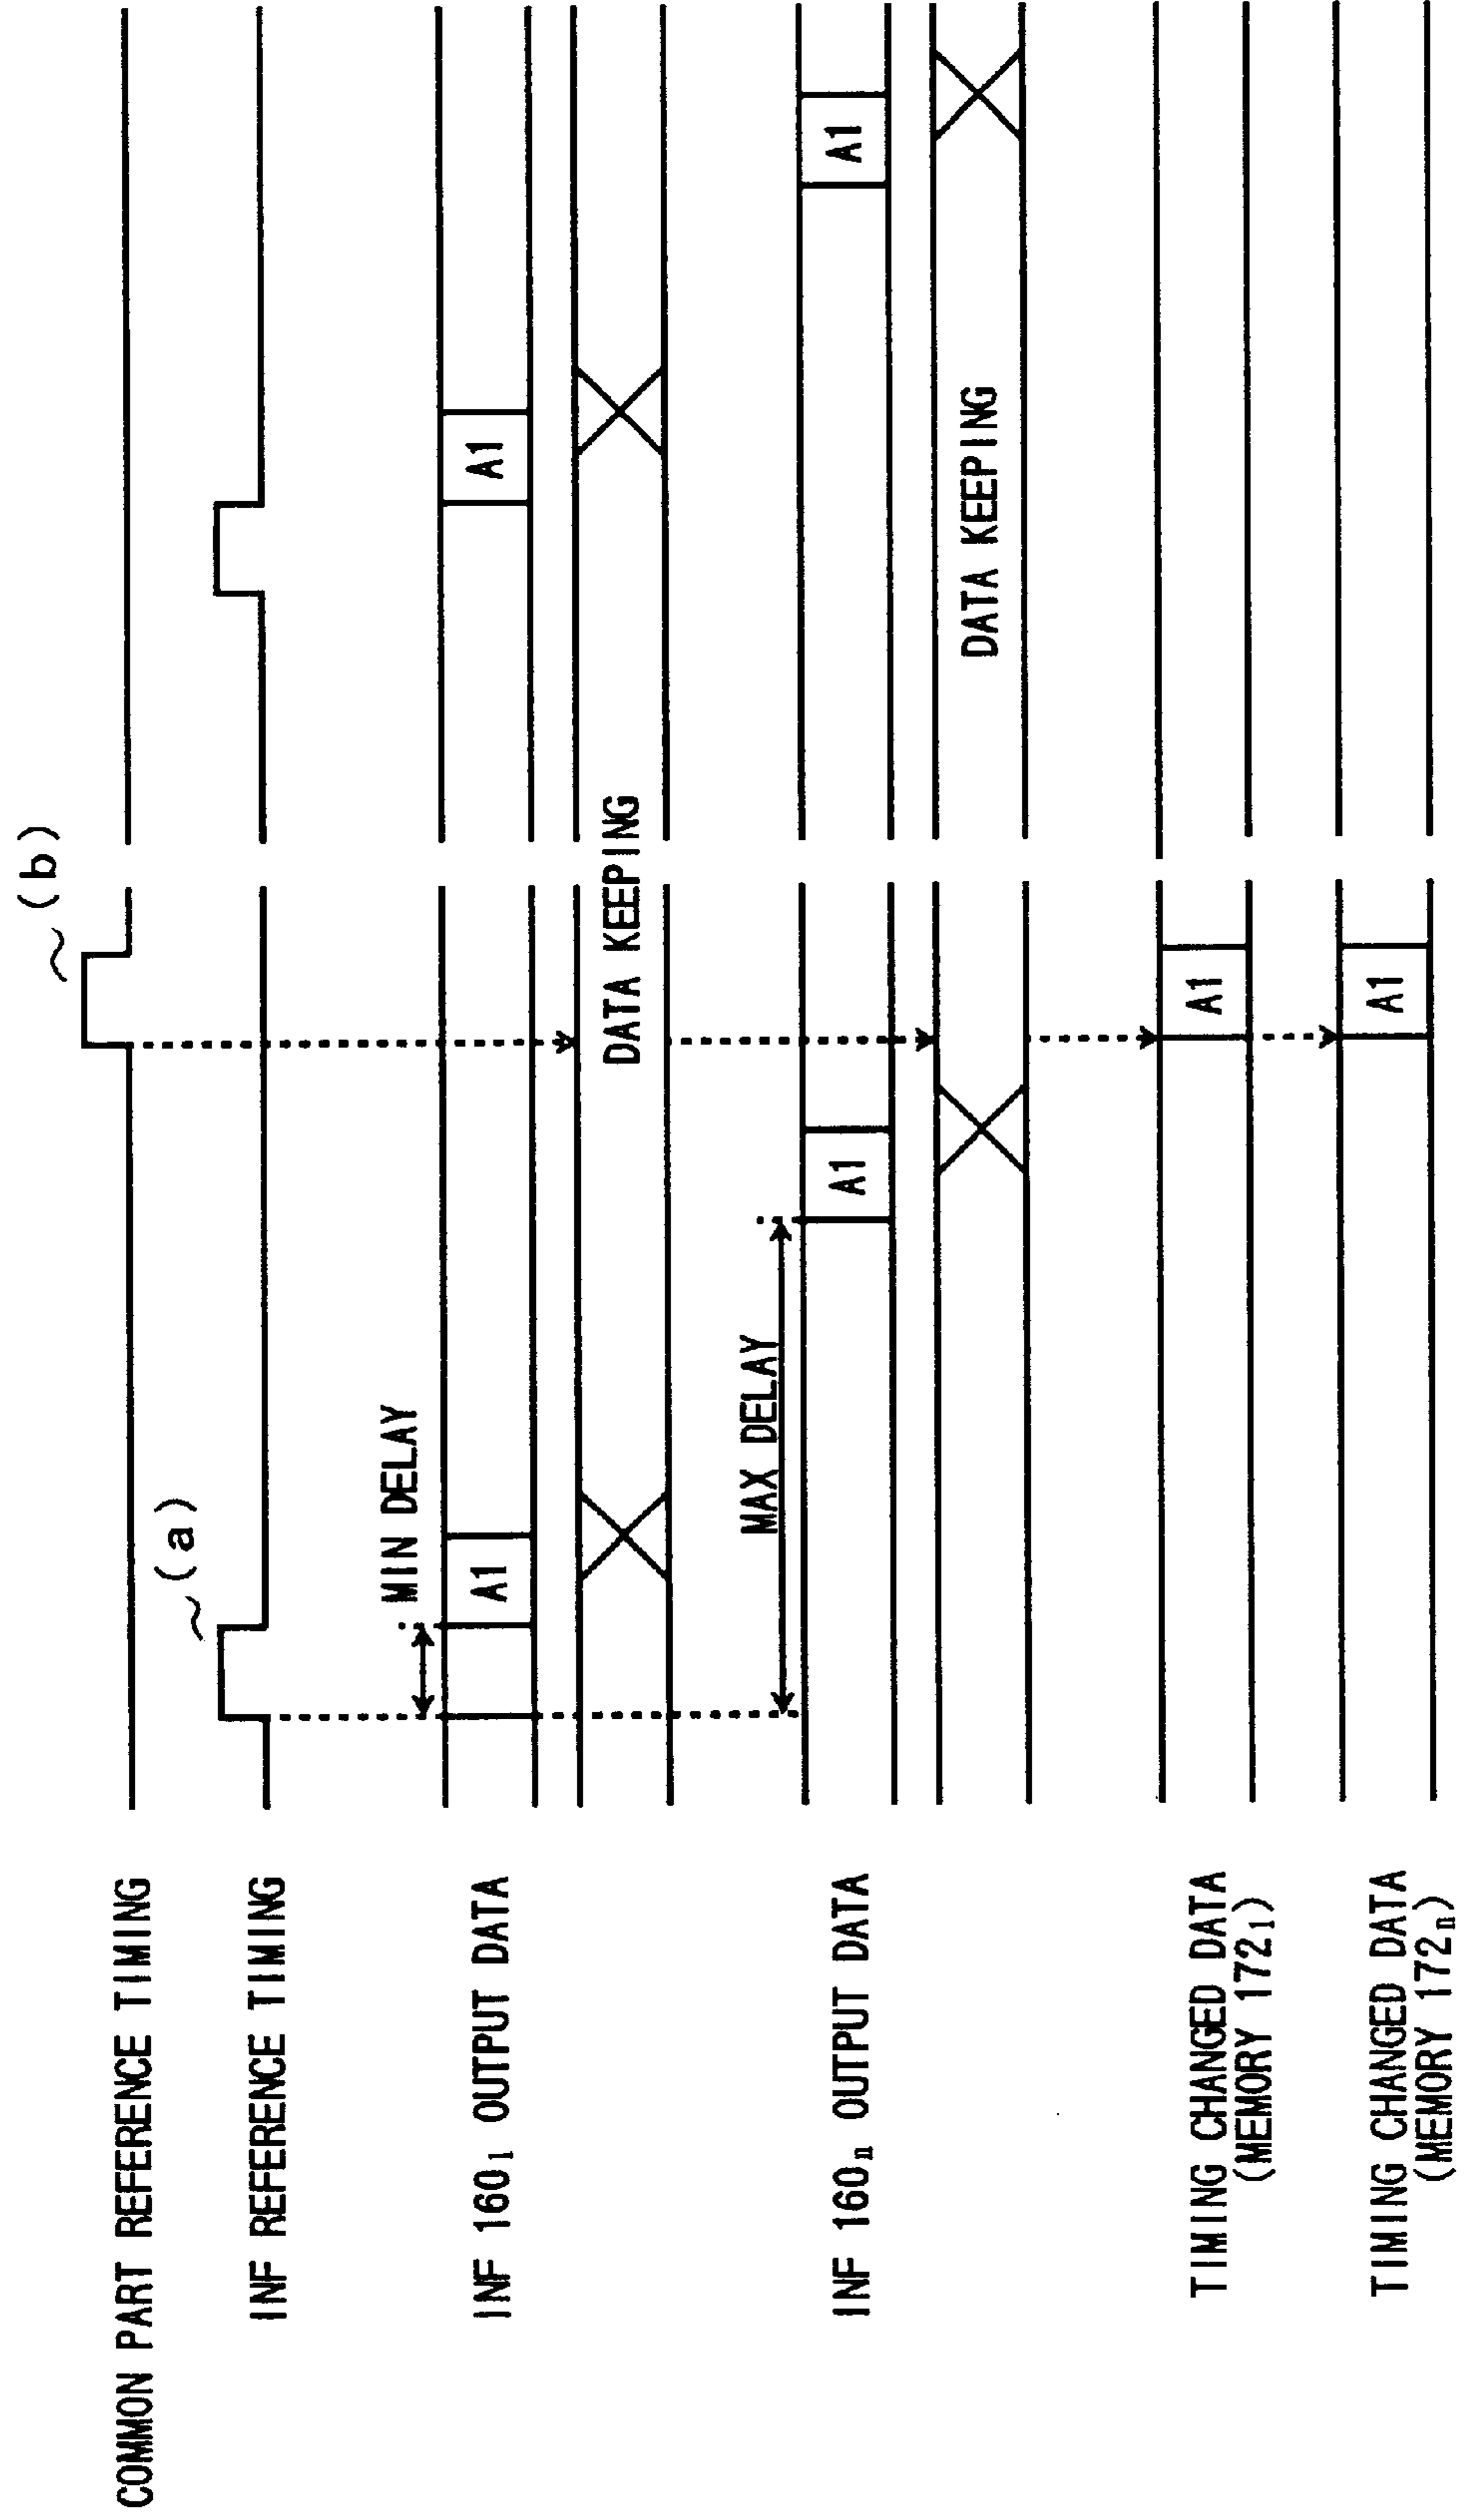 COMMON PART REFERENCE TIMING
(b)
INF REFERENCE TIMING
(a)
MIN DELAY
INF 160₁ OUTPUT DATA
A1
A1
DATA KEEPING
MAX DELAY
INF 160ₙ OUTPUT DATA
A1
A1
DATA KEEPING
TIMING CHANGED DATA
(MEMORY 172₁)
A1
TIMING CHANGED DATA
(MEMORY 172ₙ)
A1